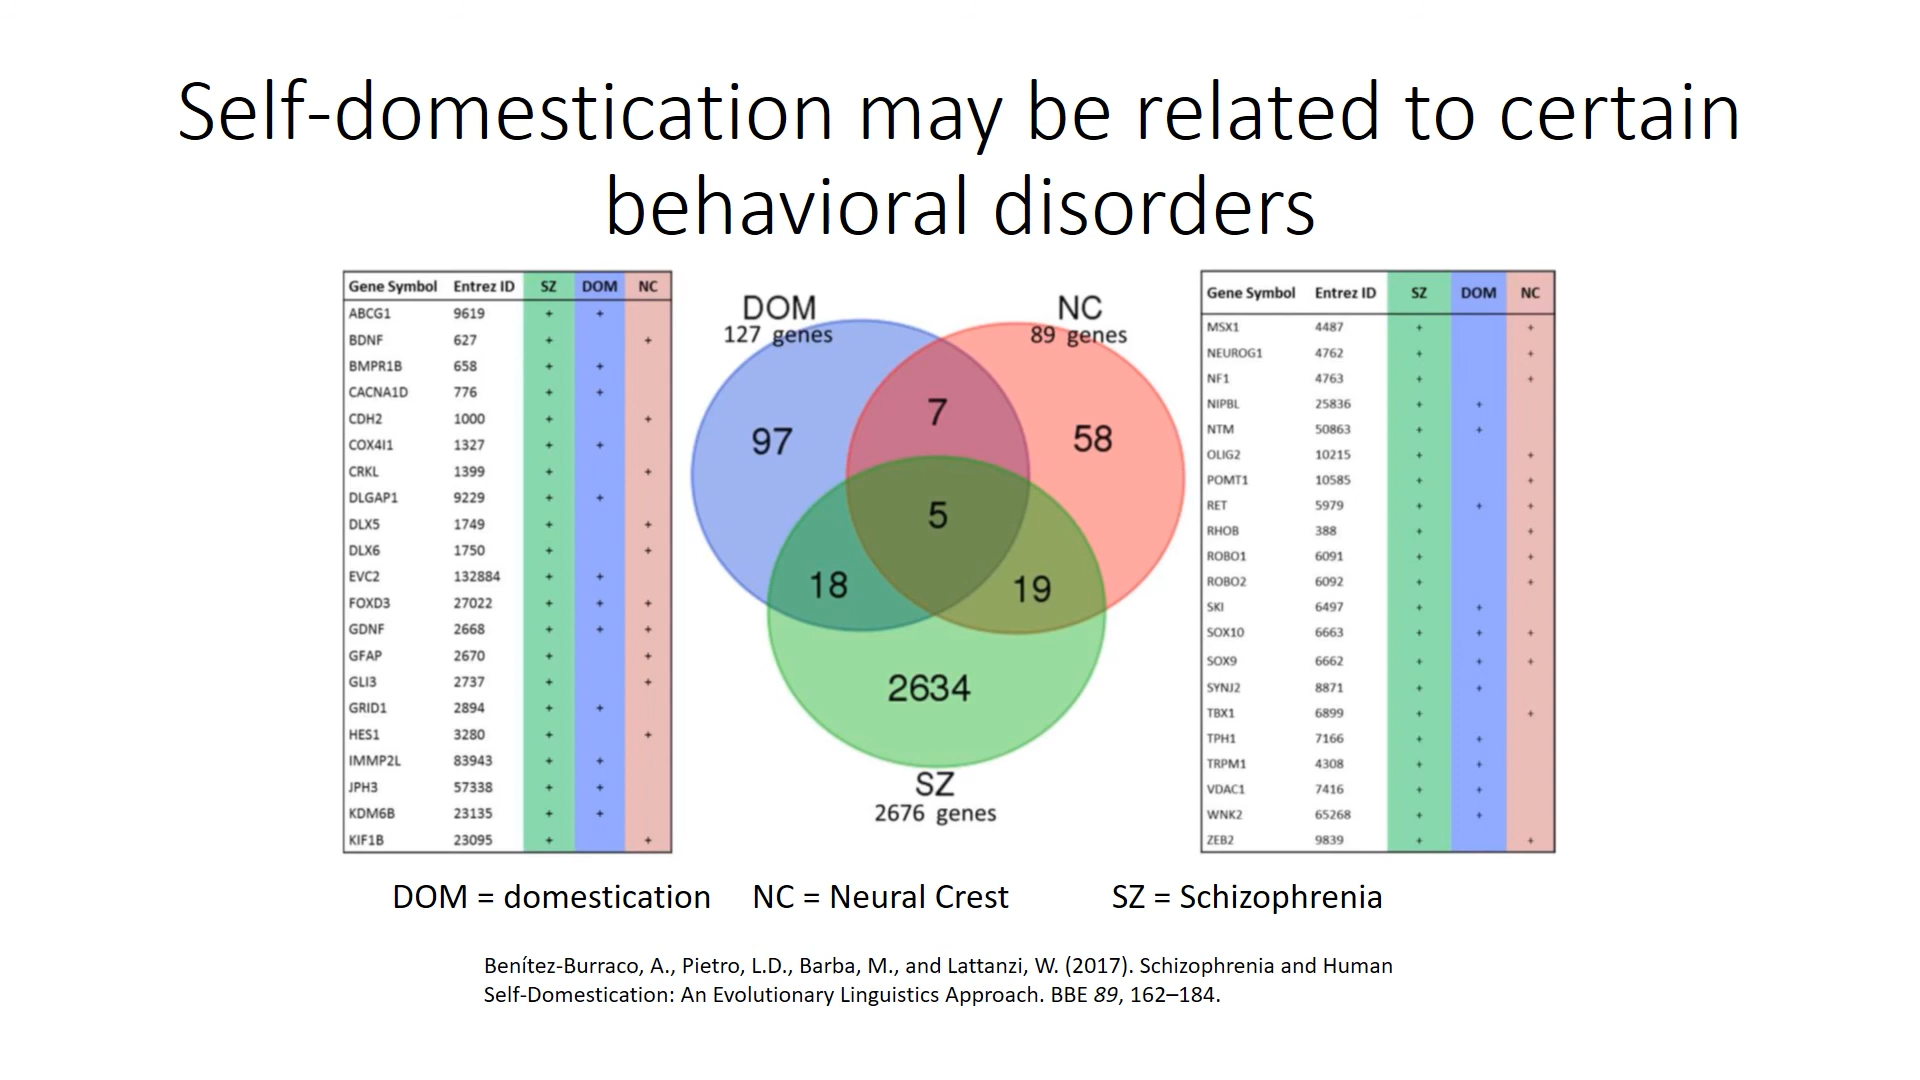 Self-domestication may be related to certain
behavioral disorders
Gene Symbol Entrez ID SZ DOM NC
ABCG1 9619 + +
BDNF 627 + +
BMPR1B 658 + +
CACNA1D 776 + +
CDH2 1000 + +
COX4I1 1327 + +
CRKL 1399 + +
DLGAP1 9229 + +
DLX5 1749 + +
DLX6 1750 + +
EVC2 132884 + +
FOXD3 27022 + + +
GDNF 2668 + + +
GFAP 2670 + +
GLI3 2737 + +
GRID1 2894 + +
HES1 3280 + +
IMMP2L 83943 + +
JPH3 57338 + +
KDM6B 23135 + +
KIF1B 23095 + +
DOM
127 genes
NC
89 genes
97
7
58
5
18
19
2634
SZ
2676 genes
Gene Symbol Entrez ID SZ DOM NC
MSX1 4487 + +
NEUROG1 4762 + +
NF1 4763 + +
NIPBL 25836 + +
NTM 50863 + +
OLIG2 10215 + +
POMT1 10585 + +
RET 5979 + + +
RHOB 388 + +
ROBO1 6091 + +
ROBO2 6092 + +
SKI 6497 + +
SOX10 6663 + + +
SOX9 6662 + + +
SYNJ2 8871 + +
TBX1 6899 + +
TPH1 7166 + +
TRPM1 4308 + +
VDAC1 7416 + +
WNK2 65268 + +
ZEB2 9839 + +
DOM = domestication NC = Neural Crest SZ = Schizophrenia
Benítez-Burraco, A., Pietro, L.D., Barba, M., and Lattanzi, W. (2017). Schizophrenia and Human
Self-Domestication: An Evolutionary Linguistics Approach. BBE 89, 162–184.